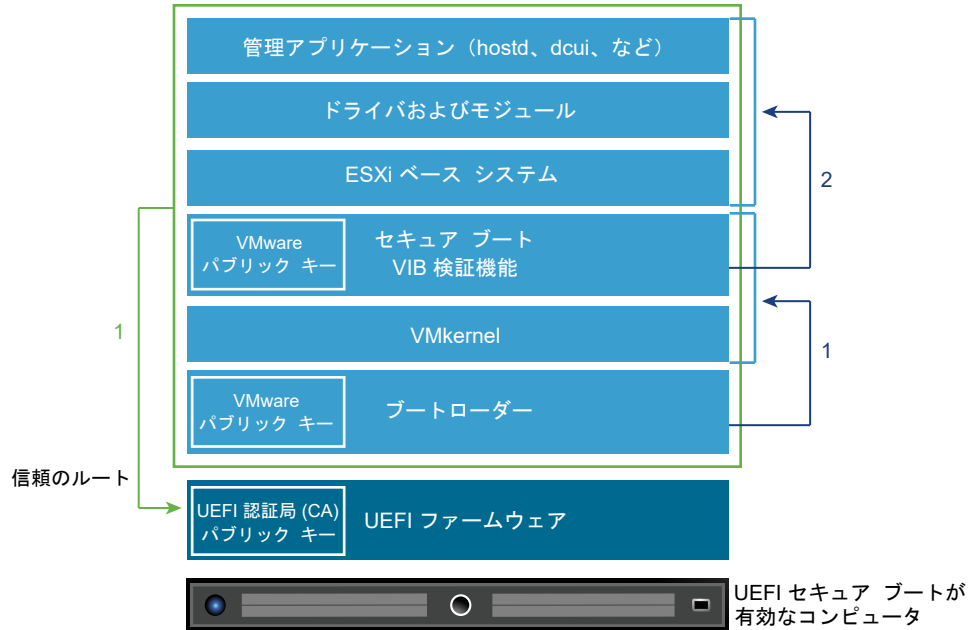 管理アプリケーション（hostd、dcui、など）
ドライバおよびモジュール
ESXi ベース システム
2
VMware
パブリック キー
セキュア ブート
VIB 検証機能
1
VMkernel
1
VMware
パブリック キー
ブートローダー
信頼のルート
UEFI 認証局 (CA)
パブリック キー
UEFI ファームウェア
UEFI セキュア ブートが
有効なコンピュータ